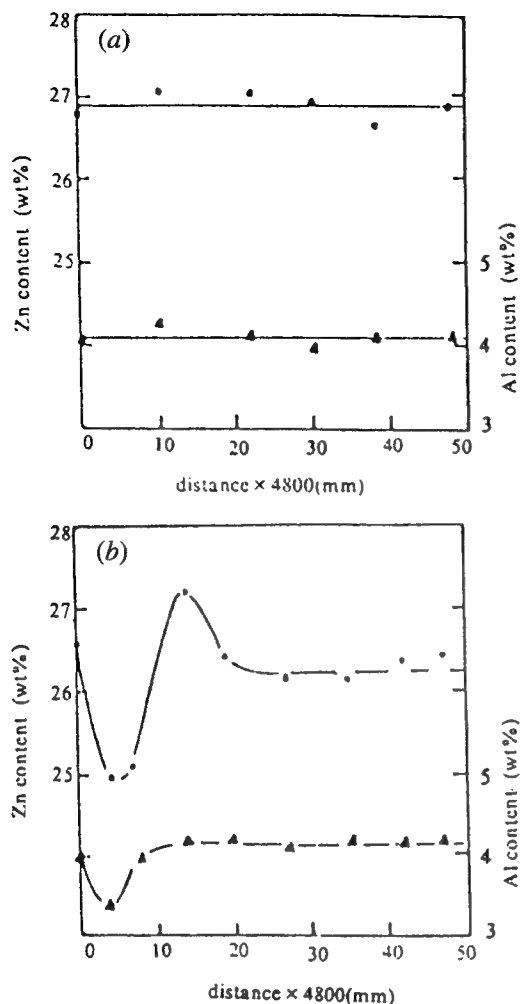 (a)
28
27
26
25
Zn content (wt%)
5
4
3
Al content (wt%)
0 10 20 30 40 50
distance × 4800(mm)
(b)
28
27
26
25
Zn content (wt%)
5
4
3
Al content (wt%)
0 10 20 30 40 50
distance × 4800(mm)